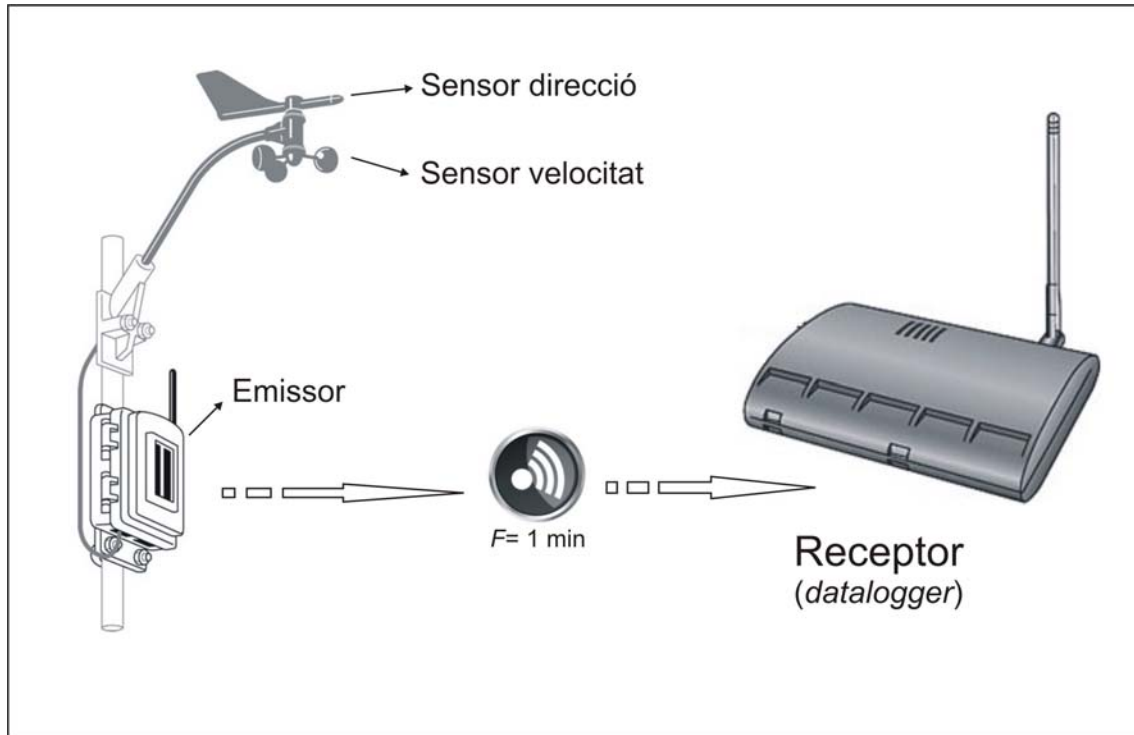 Sensor direcció
Sensor velocitat
Emissor
F= 1 min
Receptor
(datalogger)